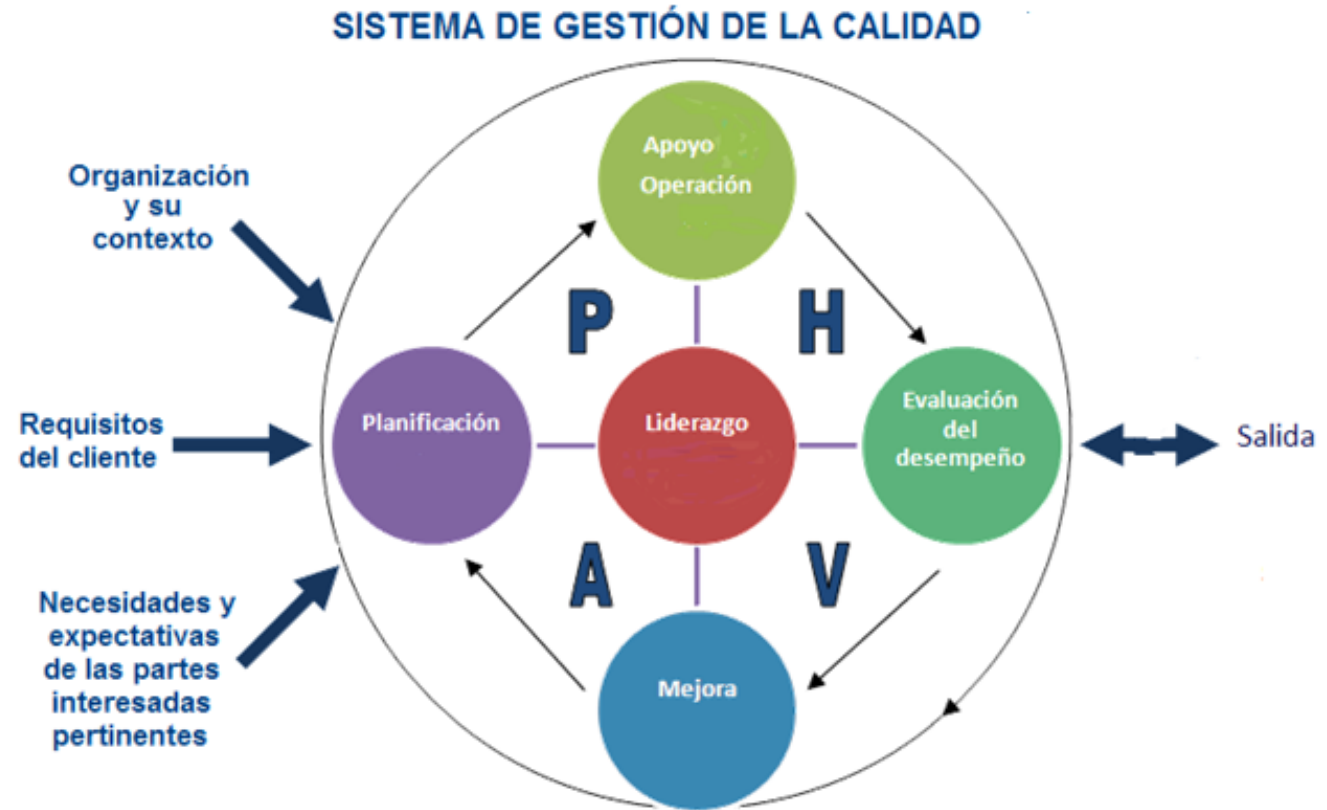 SISTEMA DE GESTIÓN DE LA CALIDAD
Organización
y su
contexto
Apoyo
Operación
P
H
Requisitos
del cliente
Planificación
Liderazgo
Evaluación
del
desempeño
Salida
A
V
Necesidades y
expectativas
de las partes
interesadas
pertinentes
Mejora